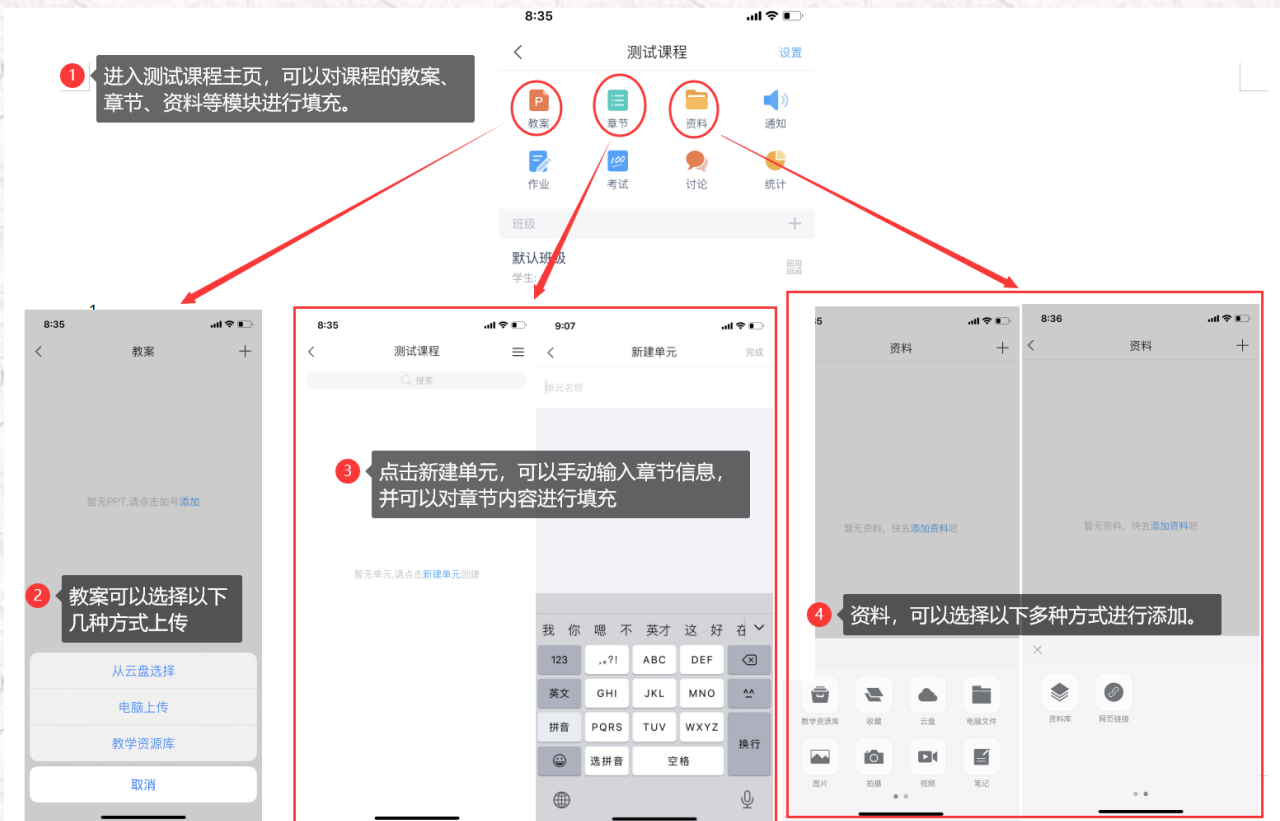 8:35
测试课程
设置
1
进入测试课程主页，可以对课程的教案、
章节、资料等模块进行填充。
P
教案
章节
资料
通知
100
作业
考试
讨论
统计
班级
默认班级
学生:
8:35
教案
暂无PPT,请点击加号添加
2
教案可以选择以下
几种方式上传
从云盘选择
电脑上传
教学资源库
取消
8:35
测试课程
搜索
暂无单元,请点击新建单元创建
9:07
新建单元
完成
单元名称
3
点击新建单元，可以手动输入章节信息，
并可以对章节内容进行填充
我 你 嗯 不 英才 这 好 在
123 ,。?! ABC DEF
英文 GHI JKL MNO ^^
拼音 PQRS TUV WXYZ
换行
选拼音 空格
资料
暂无资料，快去添加资料吧
4
资料，可以选择以下多种方式进行添加。
教学资源库 收藏 云盘 电脑文件
图片 拍摄 视频 笔记
8:36
资料
暂无资料，快去添加资料吧
资料库 网页链接